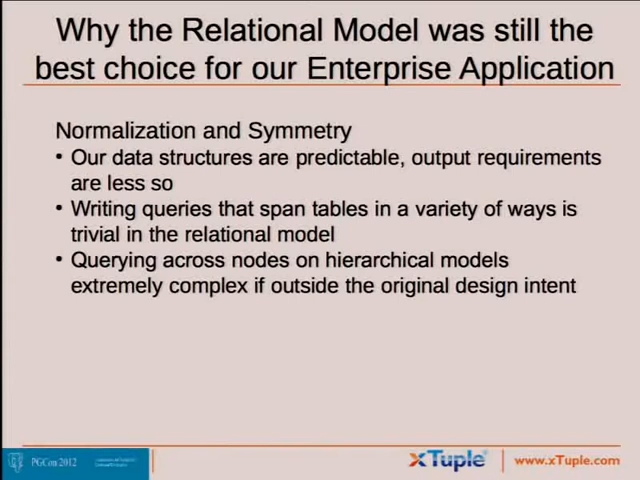 Why the Relational Model was still the
best choice for our Enterprise Application
Normalization and Symmetry
• Our data structures are predictable, output requirements
are less so
• Writing queries that span tables in a variety of ways is
trivial in the relational model
• Querying across nodes on hierarchical models
extremely complex if outside the original design intent
PGCon 2012
xTuple
www.xTuple.com